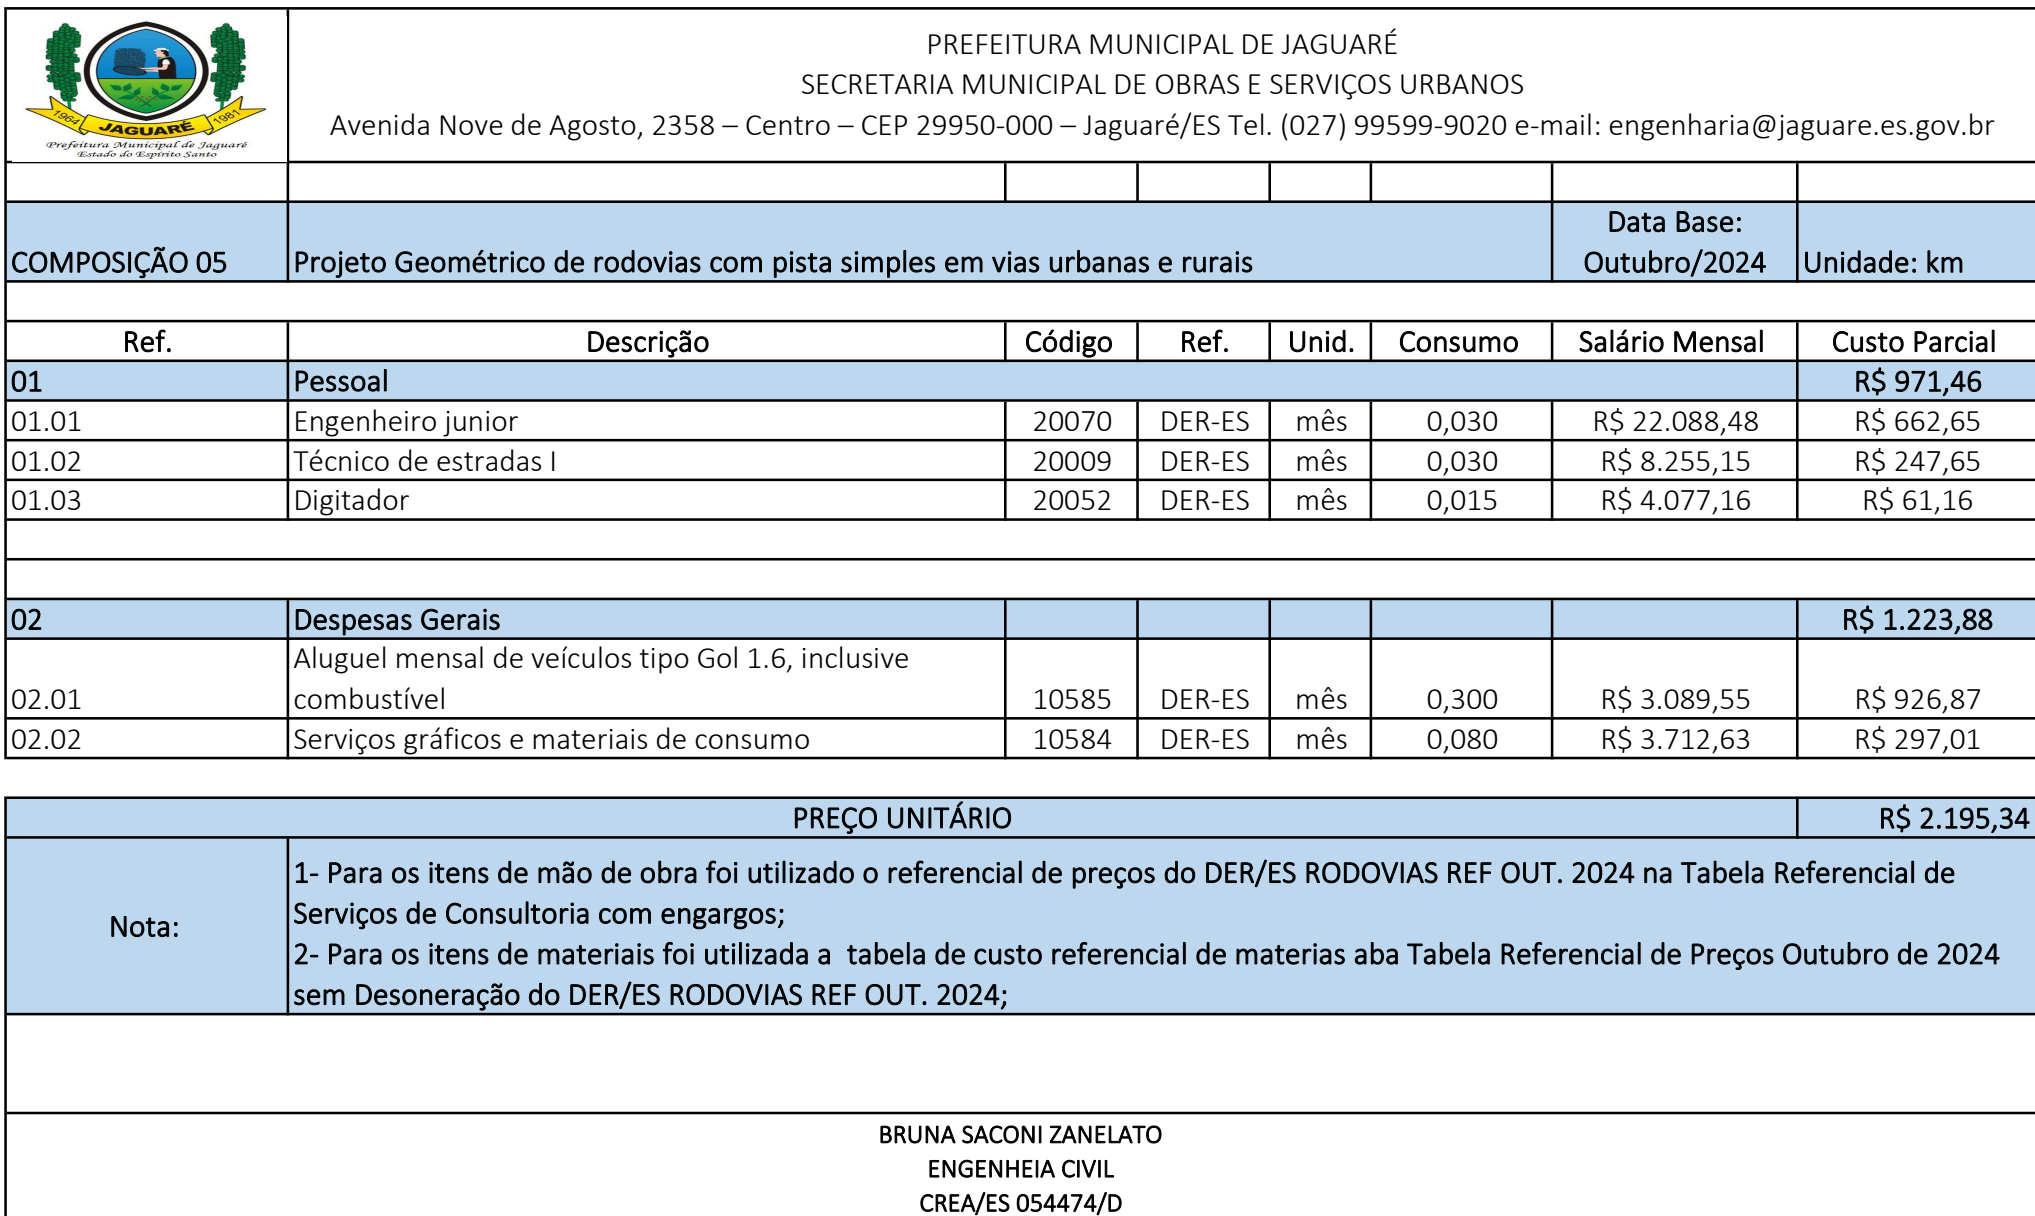 1964 JAGUARÉ 1981
Prefeitura Municipal de Jaguaré
Estado do Espírito Santo
PREFEITURA MUNICIPAL DE JAGUARÉ
SECRETARIA MUNICIPAL DE OBRAS E SERVIÇOS URBANOS
Avenida Nove de Agosto, 2358 – Centro – CEP 29950-000 – Jaguaré/ES Tel. (027) 99599-9020 e-mail: engenharia@jaguare.es.gov.br
COMPOSIÇÃO 05 Projeto Geométrico de rodovias com pista simples em vias urbanas e rurais Data Base: Outubro/2024 Unidade: km
Ref. Descrição Código Ref. Unid. Consumo Salário Mensal Custo Parcial
01 Pessoal R$ 971,46
01.01 Engenheiro junior 20070 DER-ES mês 0,030 R$ 22.088,48 R$ 662,65
01.02 Técnico de estradas I 20009 DER-ES mês 0,030 R$ 8.255,15 R$ 247,65
01.03 Digitador 20052 DER-ES mês 0,015 R$ 4.077,16 R$ 61,16
02 Despesas Gerais R$ 1.223,88
Aluguel mensal de veículos tipo Gol 1.6, inclusive
02.01 combustível 10585 DER-ES mês 0,300 R$ 3.089,55 R$ 926,87
02.02 Serviços gráficos e materiais de consumo 10584 DER-ES mês 0,080 R$ 3.712,63 R$ 297,01
PREÇO UNITÁRIO R$ 2.195,34
Nota:
1- Para os itens de mão de obra foi utilizado o referencial de preços do DER/ES RODOVIAS REF OUT. 2024 na Tabela Referencial de
Serviços de Consultoria com engargos;
2- Para os itens de materiais foi utilizada a  tabela de custo referencial de materias aba Tabela Referencial de Preços Outubro de 2024
sem Desoneração do DER/ES RODOVIAS REF OUT. 2024;
BRUNA SACONI ZANELATO
ENGENHEIA CIVIL
CREA/ES 054474/D